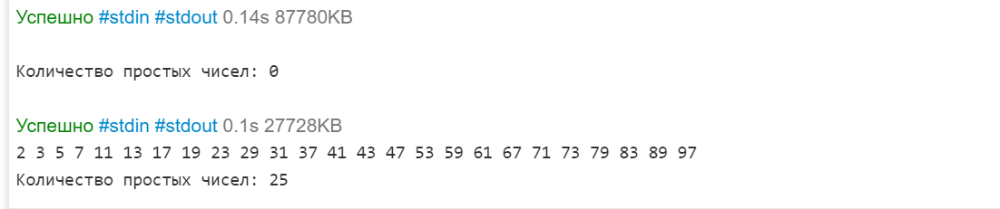 Успешно #stdin #stdout 0.14s 87780KB
Количество простых чисел: 0
Успешно #stdin #stdout 0.1s 27728KB
2 3 5 7 11 13 17 19 23 29 31 37 41 43 47 53 59 61 67 71 73 79 83 89 97
Количество простых чисел: 25